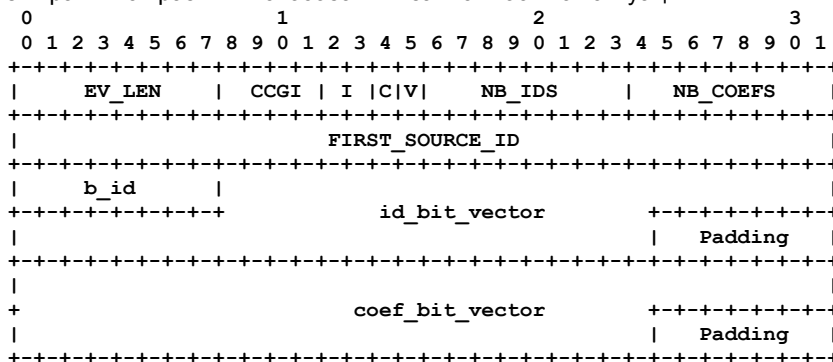 0                   1                   2                   3
 0 1 2 3 4 5 6 7 8 9 0 1 2 3 4 5 6 7 8 9 0 1 2 3 4 5 6 7 8 9 0 1
+-+-+-+-+-+-+-+-+-+-+-+-+-+-+-+-+-+-+-+-+-+-+-+-+-+-+-+-+-+-+-+-+
|     EV_LEN    |  CCGI | I |C|V|    NB_IDS     |   NB_COEFS    |
+-+-+-+-+-+-+-+-+-+-+-+-+-+-+-+-+-+-+-+-+-+-+-+-+-+-+-+-+-+-+-+-+
|                        FIRST_SOURCE_ID                        |
+-+-+-+-+-+-+-+-+-+-+-+-+-+-+-+-+-+-+-+-+-+-+-+-+-+-+-+-+-+-+-+-+
|     b_id      |                                               |
+-+-+-+-+-+-+-+-+            id_bit_vector        +-+-+-+-+-+-+-+
|                                                 |   Padding   |
+-+-+-+-+-+-+-+-+-+-+-+-+-+-+-+-+-+-+-+-+-+-+-+-+-+-+-+-+-+-+-+-+
|                                                               |
+                          coef_bit_vector        +-+-+-+-+-+-+-+
|                                                 |   Padding   |
+-+-+-+-+-+-+-+-+-+-+-+-+-+-+-+-+-+-+-+-+-+-+-+-+-+-+-+-+-+-+-+-+